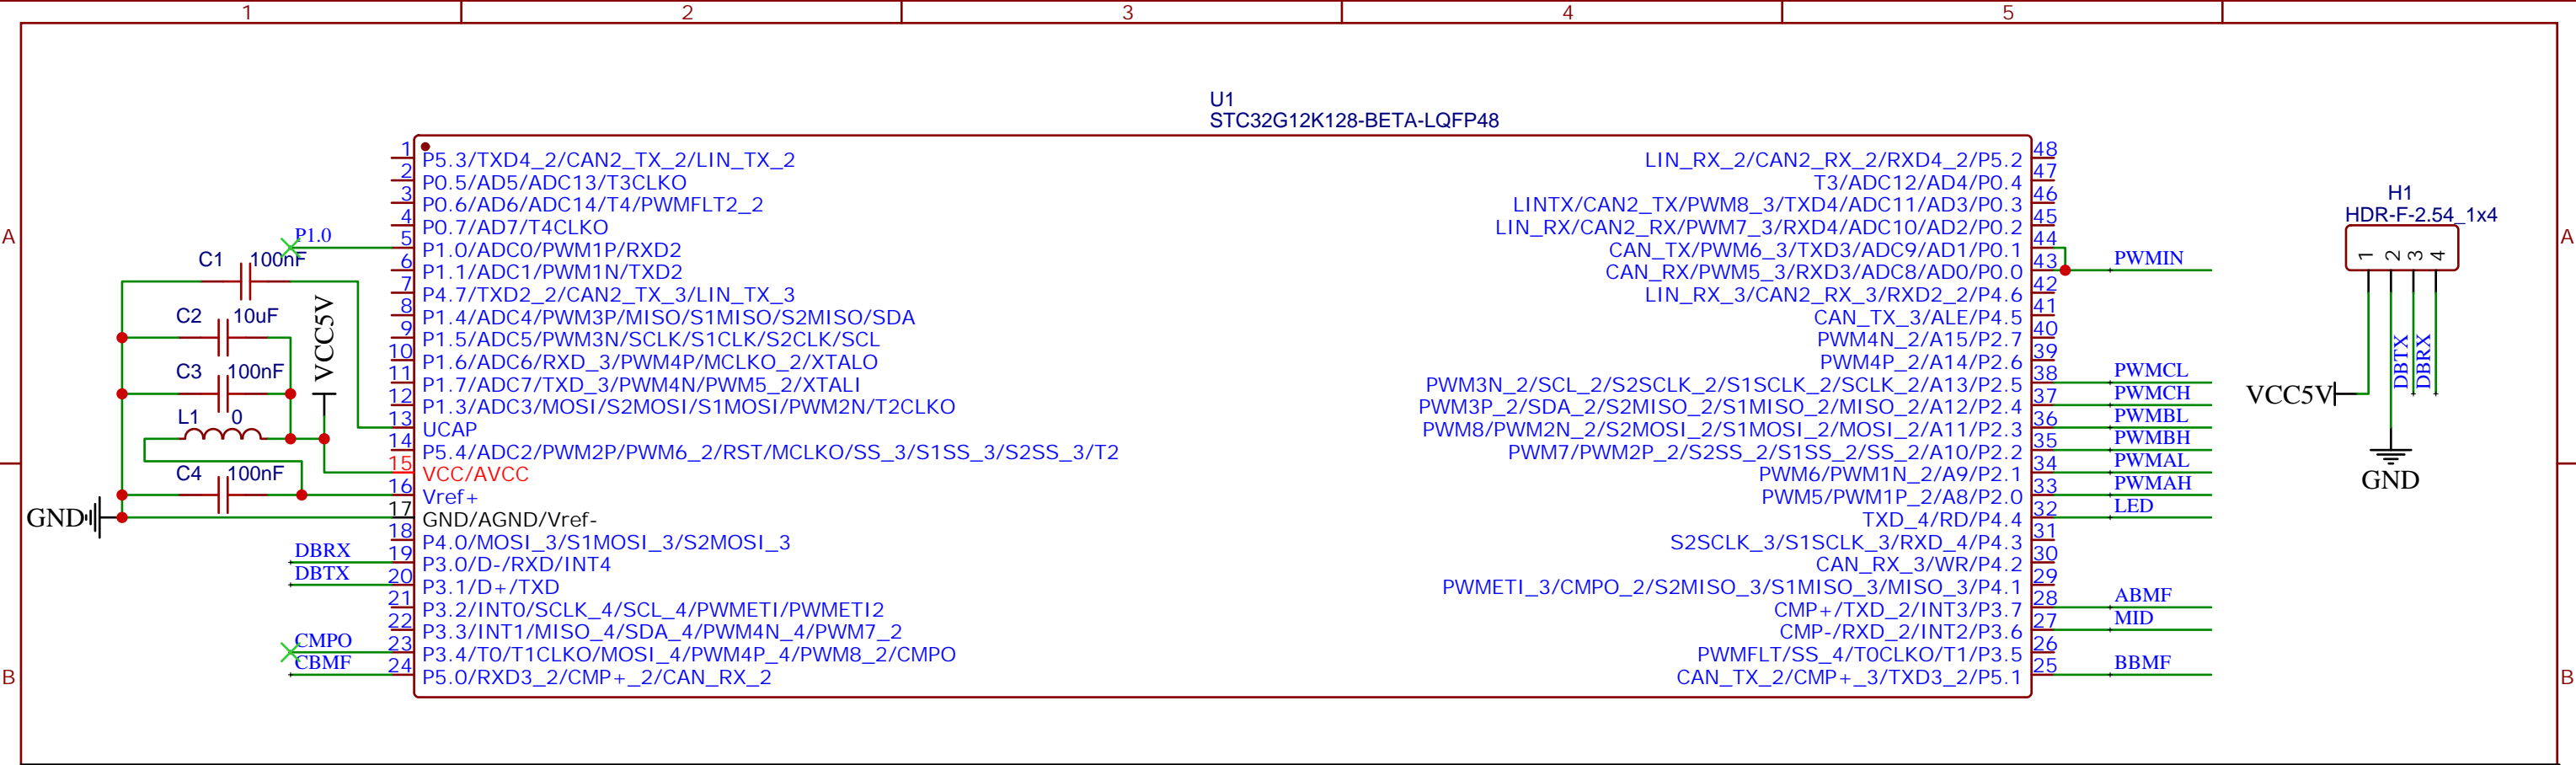 1 2 3 4 5
U1
STC32G12K128-BETA-LQFP48
A
A
B
B
P1.0
C1 100nF
C2 10uF
C3 100nF
L1 0
C4 100nF
VCC5V
GND
DBRX
DBTX
CMPO
CBMF
1 P5.3/TXD4_2/CAN2_TX_2/LIN_TX_2
2 P0.5/AD5/ADC13/T3CLKO
3 P0.6/AD6/ADC14/T4/PWMFLT2_2
4 P0.7/AD7/T4CLKO
5 P1.0/ADC0/PWM1P/RXD2
6 P1.1/ADC1/PWM1N/TXD2
7 P4.7/TXD2_2/CAN2_TX_3/LIN_TX_3
8 P1.4/ADC4/PWM3P/MISO/S1MISO/S2MISO/SDA
9 P1.5/ADC5/PWM3N/SCLK/S1CLK/S2CLK/SCL
10 P1.6/ADC6/RXD_3/PWM4P/MCLKO_2/XTALO
11 P1.7/ADC7/TXD_3/PWM4N/PWM5_2/XTALI
12 P1.3/ADC3/MOSI/S2MOSI/S1MOSI/PWM2N/T2CLKO
13 UCAP
14 P5.4/ADC2/PWM2P/PWM6_2/RST/MCLKO/SS_3/S1SS_3/S2SS_3/T2
15 VCC/AVCC
16 Vref+
17 GND/AGND/Vref-
18 P4.0/MOSI_3/S1MOSI_3/S2MOSI_3
19 P3.0/D-/RXD/INT4
20 P3.1/D+/TXD
21 P3.2/INT0/SCLK_4/SCL_4/PWMETI/PWMETI2
22 P3.3/INT1/MISO_4/SDA_4/PWM4N_4/PWM7_2
23 P3.4/T0/T1CLKO/MOSI_4/PWM4P_4/PWM8_2/CMPO
24 P5.0/RXD3_2/CMP+_2/CAN_RX_2
LIN_RX_2/CAN2_RX_2/RXD4_2/P5.2 48
T3/ADC12/AD4/P0.4 47
LINTX/CAN2_TX/PWM8_3/TXD4/ADC11/AD3/P0.3 46
LIN_RX/CAN2_RX/PWM7_3/RXD4/ADC10/AD2/P0.2 45
CAN_TX/PWM6_3/TXD3/ADC9/AD1/P0.1 44
CAN_RX/PWM5_3/RXD3/ADC8/AD0/P0.0 43
LIN_RX_3/CAN2_RX_3/RXD2_2/P4.6 42
CAN_TX_3/ALE/P4.5 41
PWM4N_2/A15/P2.7 40
PWM4P_2/A14/P2.6 39
PWM3N_2/SCL_2/S2SCLK_2/S1SCLK_2/SCLK_2/A13/P2.5 38
PWM3P_2/SDA_2/S2MISO_2/S1MISO_2/MISO_2/A12/P2.4 37
PWM8/PWM2N_2/S2MOSI_2/S1MOSI_2/MOSI_2/A11/P2.3 36
PWM7/PWM2P_2/S2SS_2/S1SS_2/SS_2/A10/P2.2 35
PWM6/PWM1N_2/A9/P2.1 34
PWM5/PWM1P_2/A8/P2.0 33
TXD_4/RD/P4.4 32
S2SCLK_3/S1SCLK_3/RXD_4/P4.3 31
CAN_RX_3/WR/P4.2 30
PWMETI_3/CMPO_2/S2MISO_3/S1MISO_3/MISO_3/P4.1 29
CMP+/TXD_2/INT3/P3.7 28
CMP-/RXD_2/INT2/P3.6 27
PWMFLT/SS_4/T0CLKO/T1/P3.5 26
CAN_TX_2/CMP+_3/TXD3_2/P5.1 25
PWMIN
PWMCL
PWMCH
PWMBL
PWMBH
PWMAL
PWMAH
LED
ABMF
MID
BBMF
H1
HDR-F-2.54_1x4
1 2 3 4
DBTX
DBRX
VCC5V
GND